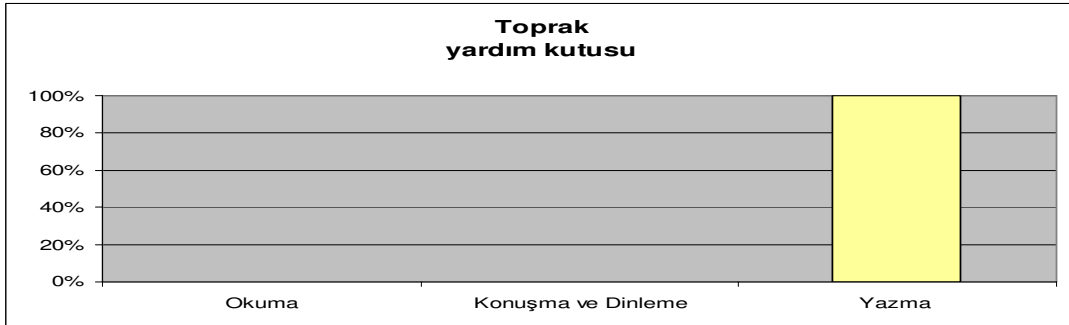 Toprak
yardım kutusu
100%
80%
60%
40%
20%
0%
Okuma
Konuşma ve Dinleme
Yazma